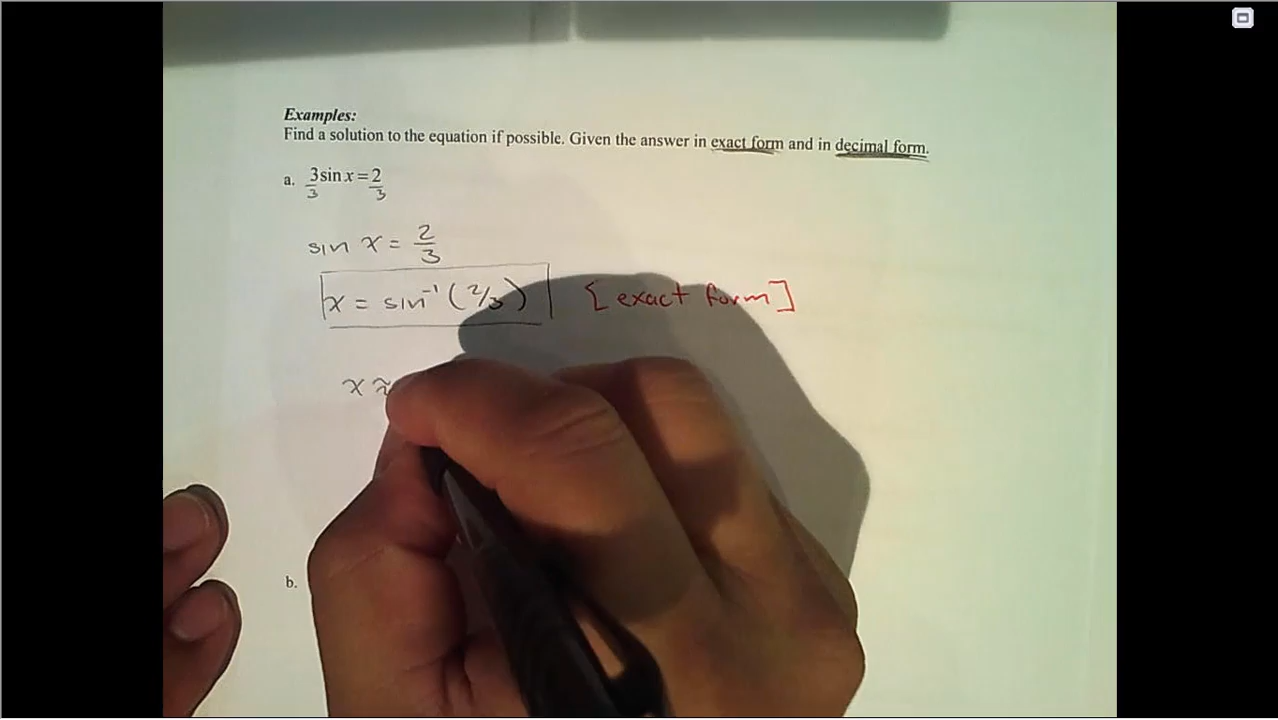 Examples:
Find a solution to the equation if possible. Given the answer in exact form and in decimal form.
a. 3sin x = 2
3 3
sin x = 2/3
x = sin⁻¹(2/3) [exact form]
x ≈
b.